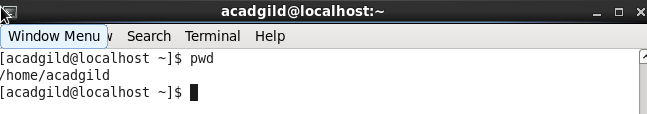 acadgild@localhost:~
Window Menu Search Terminal Help
[acadgild@localhost ~]$ pwd
/home/acadgild
[acadgild@localhost ~]$